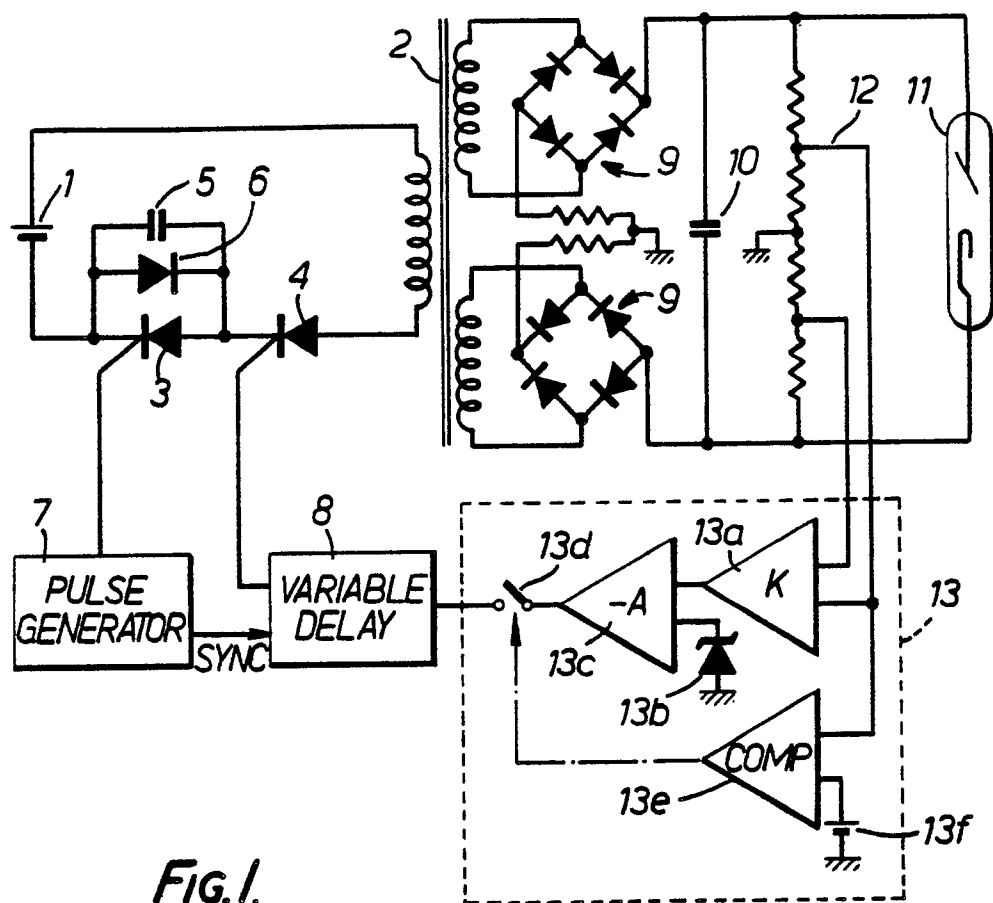 2
12
11
9
1
5
6
10
4
9
3
7
8
13d
13a
PULSE
GENERATOR
SYNC
VARIABLE
DELAY
-A
K
13
13c
13b
COMP
13e
13f
FIG.1.